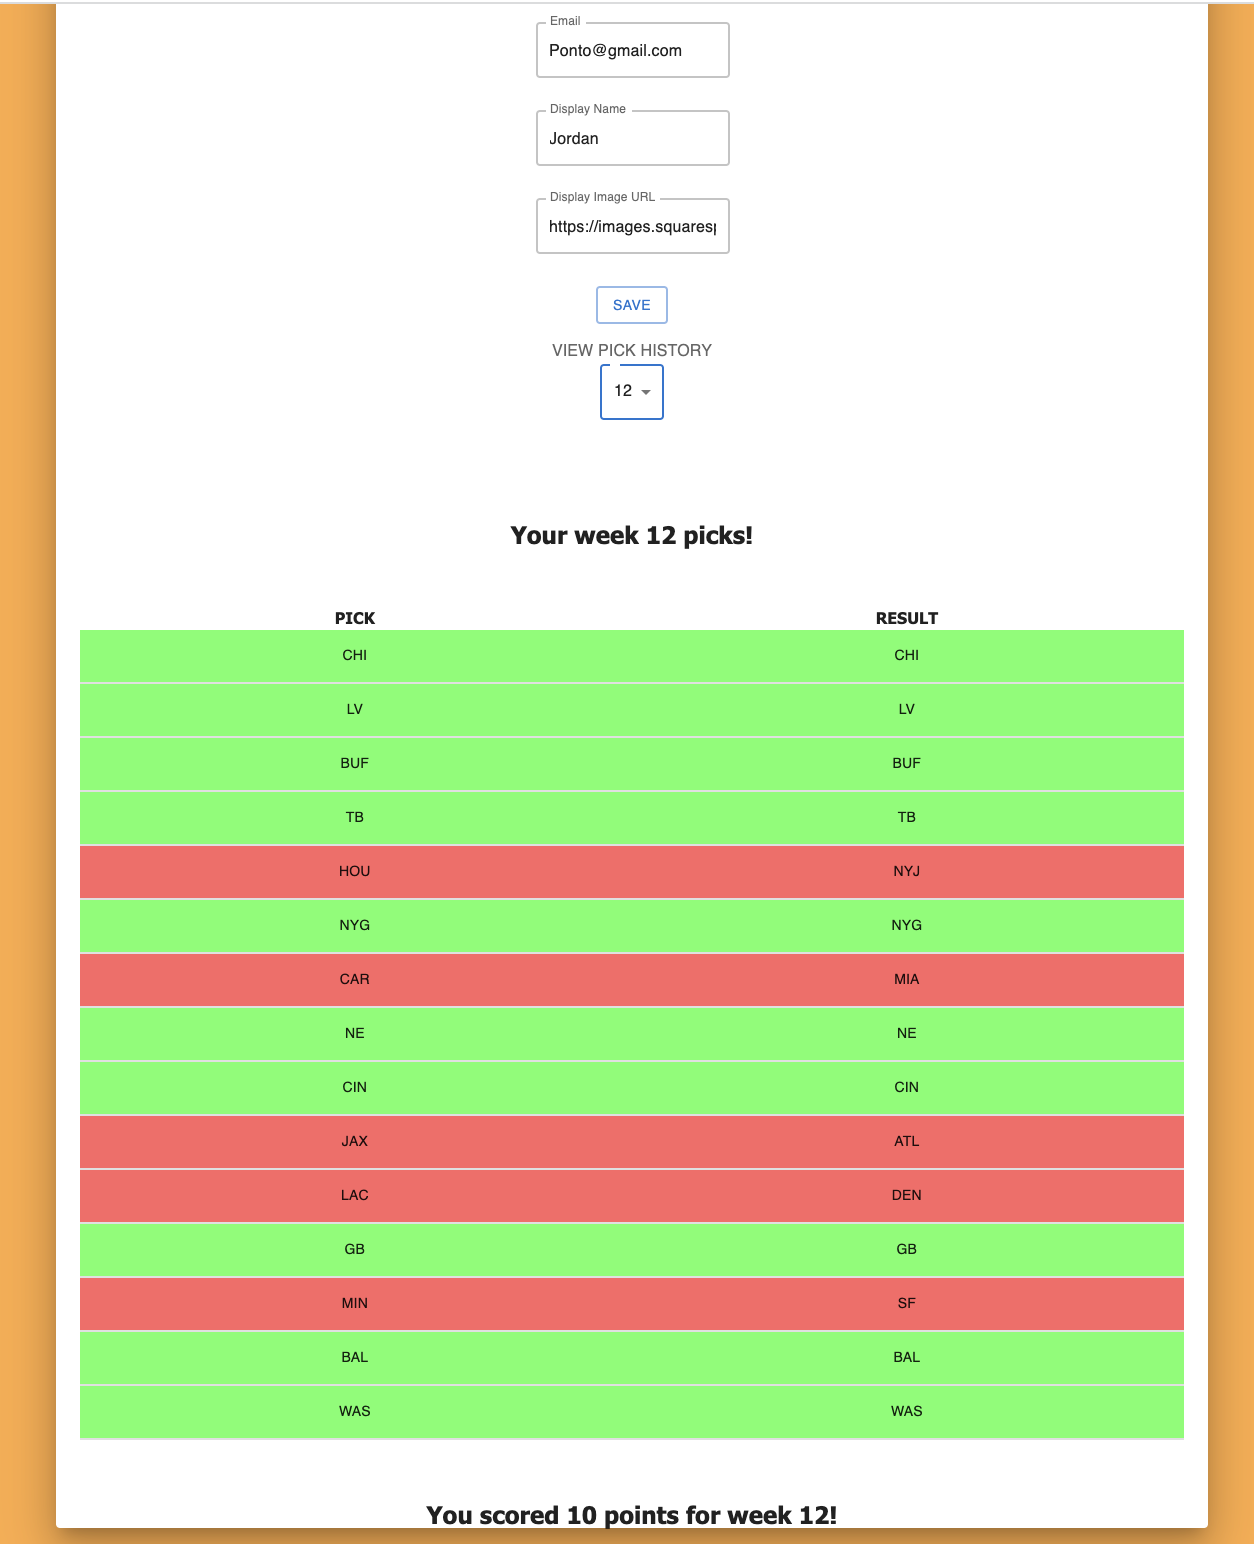 Email
Ponto@gmail.com
Display Name
Jordan
Display Image URL
https://images.squaresp
SAVE
VIEW PICK HISTORY
12
Your week 12 picks!
PICK RESULT
CHI CHI
LV LV
BUF BUF
TB TB
HOU NYJ
NYG NYG
CAR MIA
NE NE
CIN CIN
JAX ATL
LAC DEN
GB GB
MIN SF
BAL BAL
WAS WAS
You scored 10 points for week 12!